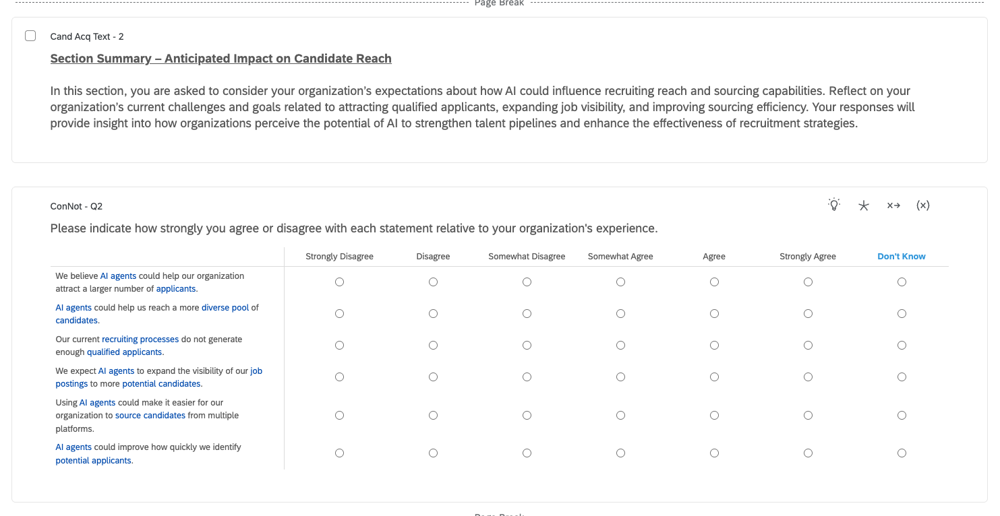 Page Break
Cand Acq Text - 2
Section Summary – Anticipated Impact on Candidate Reach
In this section, you are asked to consider your organization’s expectations about how AI could influence recruiting reach and sourcing capabilities. Reflect on your
organization’s current challenges and goals related to attracting qualified applicants, expanding job visibility, and improving sourcing efficiency. Your responses will
provide insight into how organizations perceive the potential of AI to strengthen talent pipelines and enhance the effectiveness of recruitment strategies.
ConNot - Q2
Please indicate how strongly you agree or disagree with each statement relative to your organization's experience.
Strongly Disagree Disagree Somewhat Disagree Somewhat Agree Agree Strongly Agree Don't Know
We believe AI agents could help our organization
attract a larger number of applicants.
AI agents could help us reach a more diverse pool of
candidates.
Our current recruiting processes do not generate
enough qualified applicants.
We expect AI agents to expand the visibility of our job
postings to more potential candidates.
Using AI agents could make it easier for our
organization to source candidates from multiple
platforms.
AI agents could improve how quickly we identify
potential applicants.
Page Break